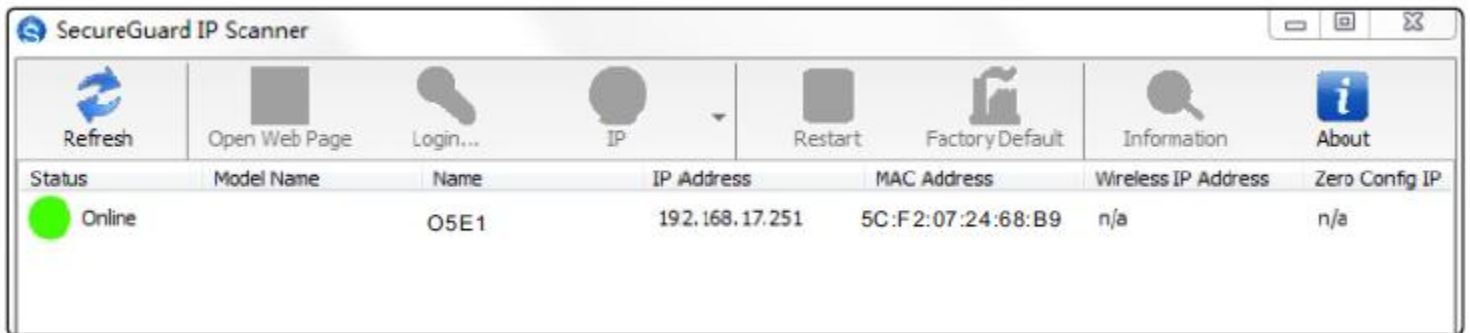 SecureGuard IP Scanner
Refresh Open Web Page Login... IP Restart Factory Default Information About
Status Model Name Name IP Address MAC Address Wireless IP Address Zero Config IP
Online O5E1 192.168.17.251 5C:F2:07:24:68:B9 n/a n/a